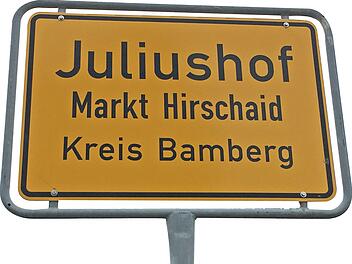 Juliushof
Markt Hirschaid
Kreis Bamberg